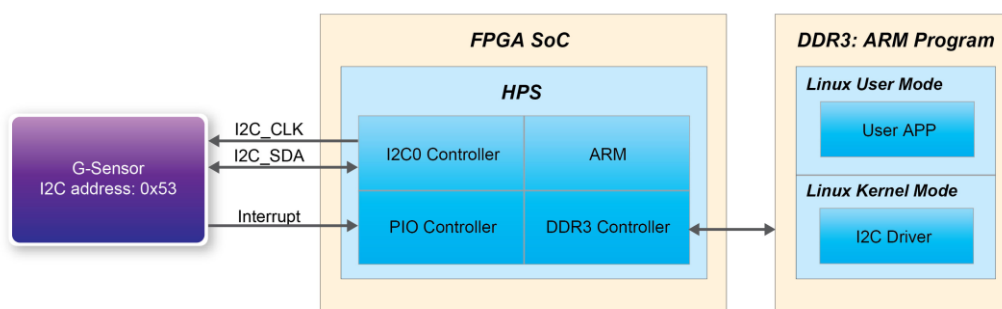 FPGA SoC
DDR3: ARM Program
HPS
Linux User Mode
User APP
I2C_CLK
I2C_SDA
G-Sensor
I2C address: 0x53
I2C0 Controller
ARM
Linux Kernel Mode
Interrupt
PIO Controller
DDR3 Controller
I2C Driver